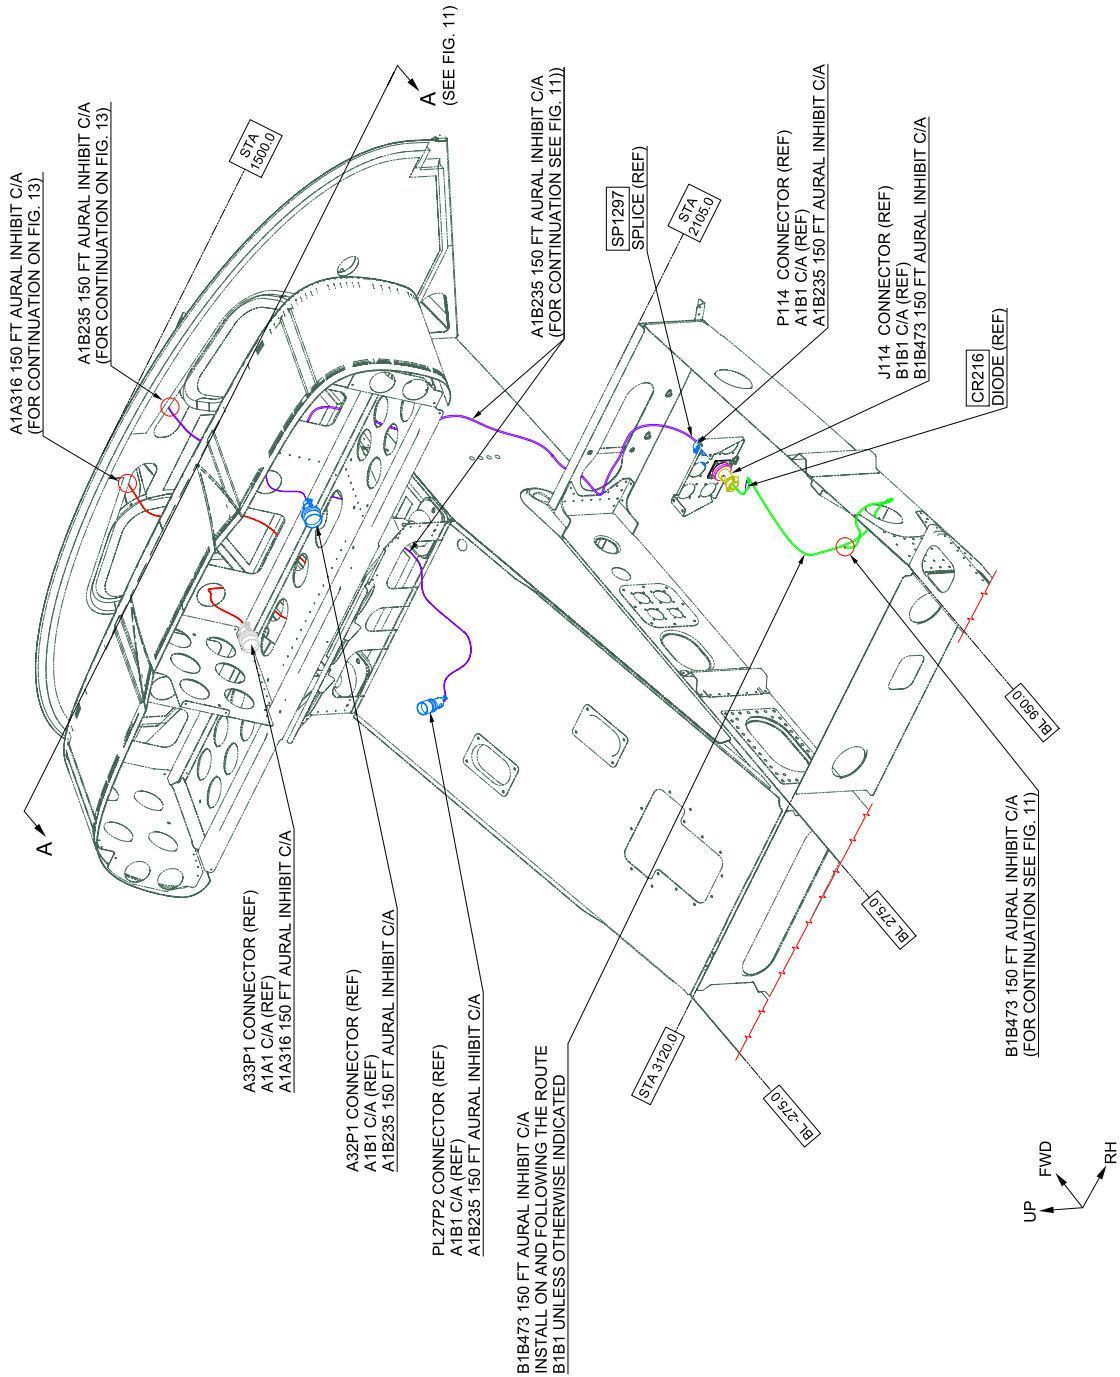 A1A316 150 FT AURAL INHIBIT C/A
(FOR CONTINUATION ON FIG. 13)
A1B235 150 FT AURAL INHIBIT C/A
(FOR CONTINUATION ON FIG. 13)
STA
1500.0
A
(SEE FIG. 11)
A1B235 150 FT AURAL INHIBIT C/A
(FOR CONTINUATION SEE FIG. 11))
SP1297
SPLICE (REF)
STA
2105.0
P114 CONNECTOR (REF)
A1B1 C/A (REF)
A1B235 150 FT AURAL INHIBIT C/A
J114 CONNECTOR (REF)
B1B1 C/A (REF)
B1B473 150 FT AURAL INHIBIT C/A
CR216
DIODE (REF)
A
A33P1 CONNECTOR (REF)
A1A1 C/A (REF)
A1A316 150 FT AURAL INHIBIT C/A
A32P1 CONNECTOR (REF)
A1B1 C/A (REF)
A1B235 150 FT AURAL INHIBIT C/A
PL27P2 CONNECTOR (REF)
A1B1 C/A (REF)
A1B235 150 FT AURAL INHIBIT C/A
B1B473 150 FT AURAL INHIBIT C/A
INSTALL ON AND FOLLOWING THE ROUTE
B1B1 UNLESS OTHERWISE INDICATED
STA 3120.0
BL -275.0
BL 275.0
BL 950.0
B1B473 150 FT AURAL INHIBIT C/A
(FOR CONTINUATION SEE FIG. 11)
UP
FWD
RH